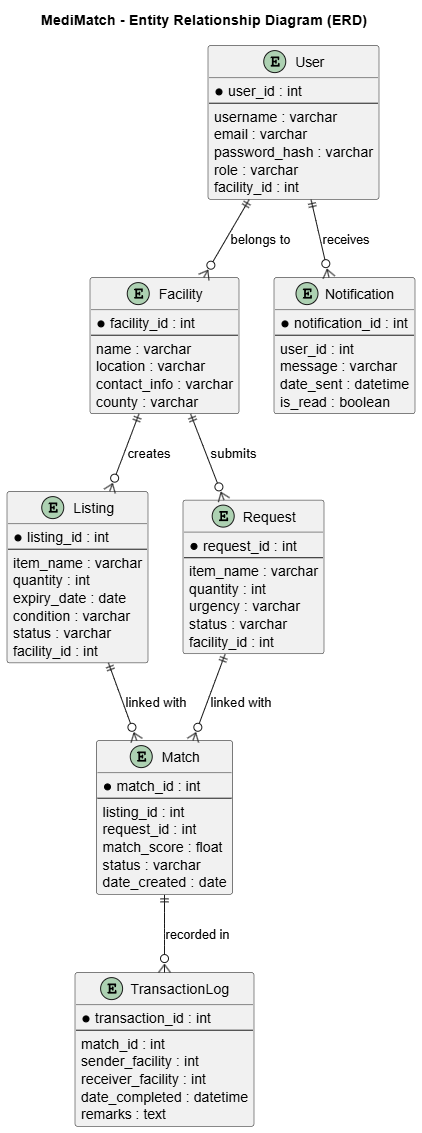 MediMatch - Entity Relationship Diagram (ERD)
E User
user_id : int
username : varchar
email : varchar
password_hash : varchar
role : varchar
facility_id : int
belongs to
receives
E Facility
facility_id : int
name : varchar
location : varchar
contact_info : varchar
county : varchar
E Notification
notification_id : int
user_id : int
message : varchar
date_sent : datetime
is_read : boolean
creates
submits
E Listing
listing_id : int
item_name : varchar
quantity : int
expiry_date : date
condition : varchar
status : varchar
facility_id : int
E Request
request_id : int
item_name : varchar
quantity : int
urgency : varchar
status : varchar
facility_id : int
linked with
linked with
E Match
match_id : int
listing_id : int
request_id : int
match_score : float
status : varchar
date_created : date
recorded in
E TransactionLog
transaction_id : int
match_id : int
sender_facility : int
receiver_facility : int
date_completed : datetime
remarks : text